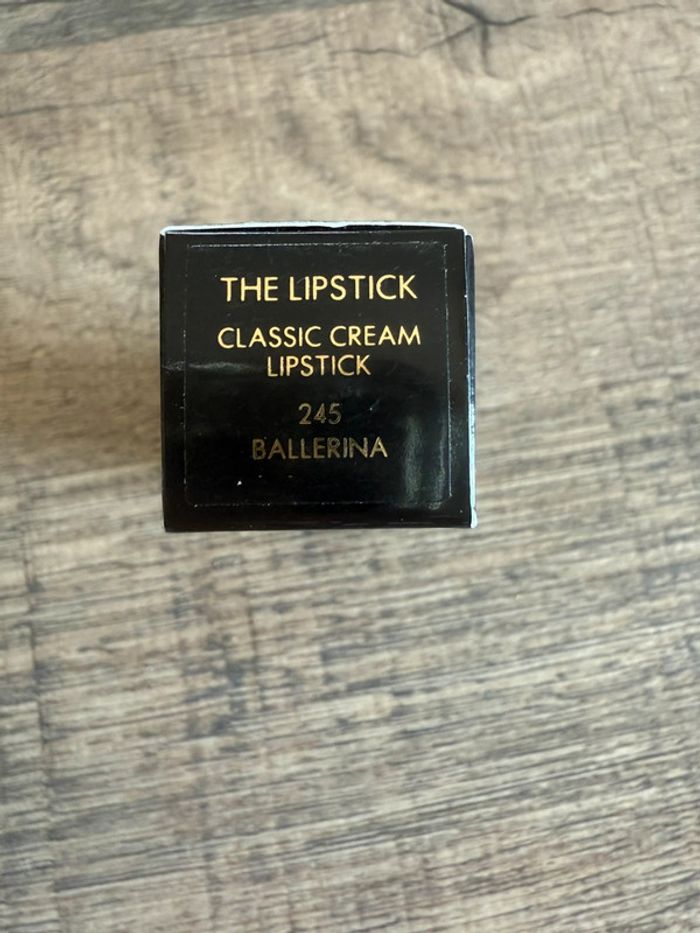 THE LIPSTICK
CLASSIC CREAM
LIPSTICK
245
BALLERINA